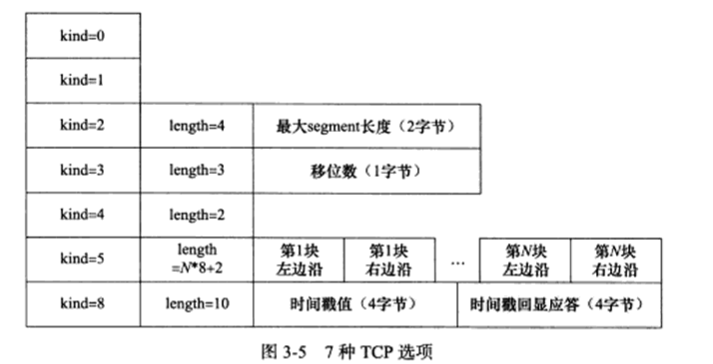 kind=0
kind=1
kind=2 length=4 最大segment长度（2字节）
kind=3 length=3 移位数（1字节）
kind=4 length=2
kind=5 length =N*8+2 第1块 左边沿 第1块 右边沿 … 第N块 左边沿 第N块 右边沿
kind=8 length=10 时间戳值（4字节） 时间戳回显应答（4字节）
图 3-5 7 种 TCP 选项